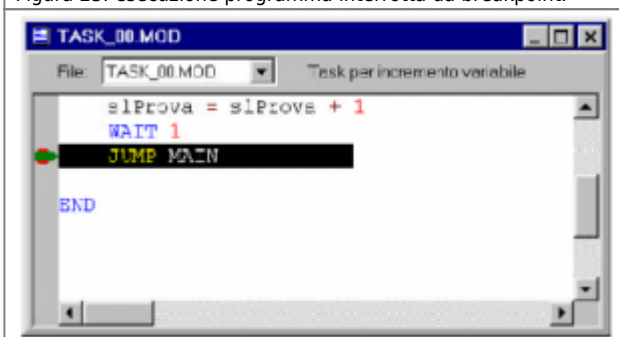 Figura 23: esecuzione programma interrotta da breakpoint.
TASK_00.MOD
File: TASK_00.MOD Task per incremento variabile
slProva = slProva + 1
WAIT 1
JUMP MAIN
END